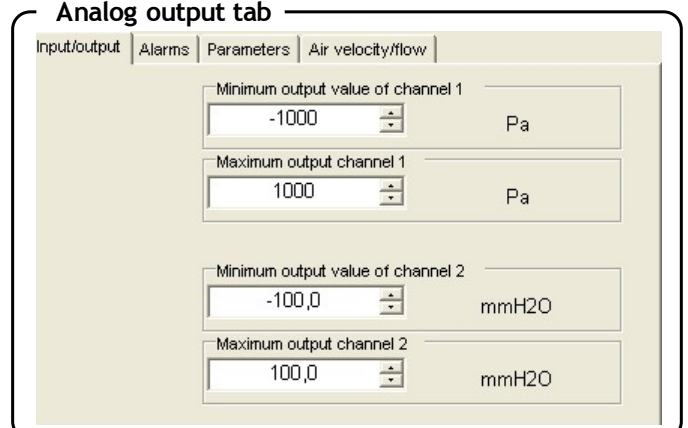 Analog output tab
Input/output Alarms Parameters Air velocity/flow
Minimum output value of channel 1
-1000 Pa
Maximum output channel 1
1000 Pa
Minimum output value of channel 2
-100,0 mmH2O
Maximum output channel 2
100,0 mmH2O